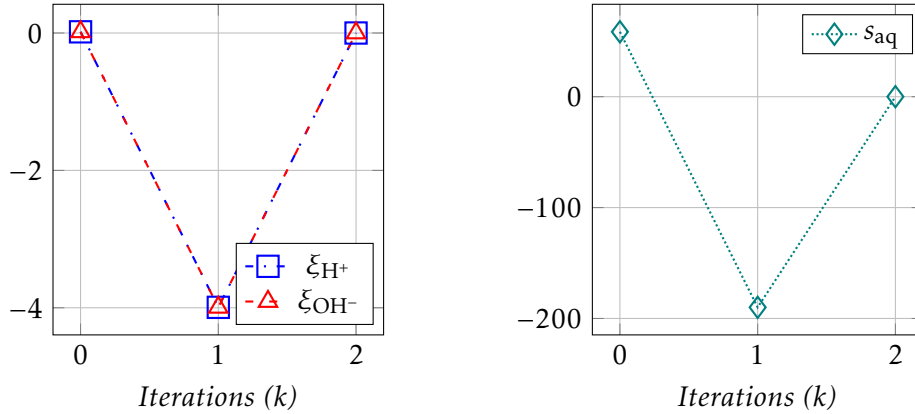 0
−2
−4
ξH+
ξOH−
0 1 2
Iterations (k)
0
−100
−200
saq
0 1 2
Iterations (k)